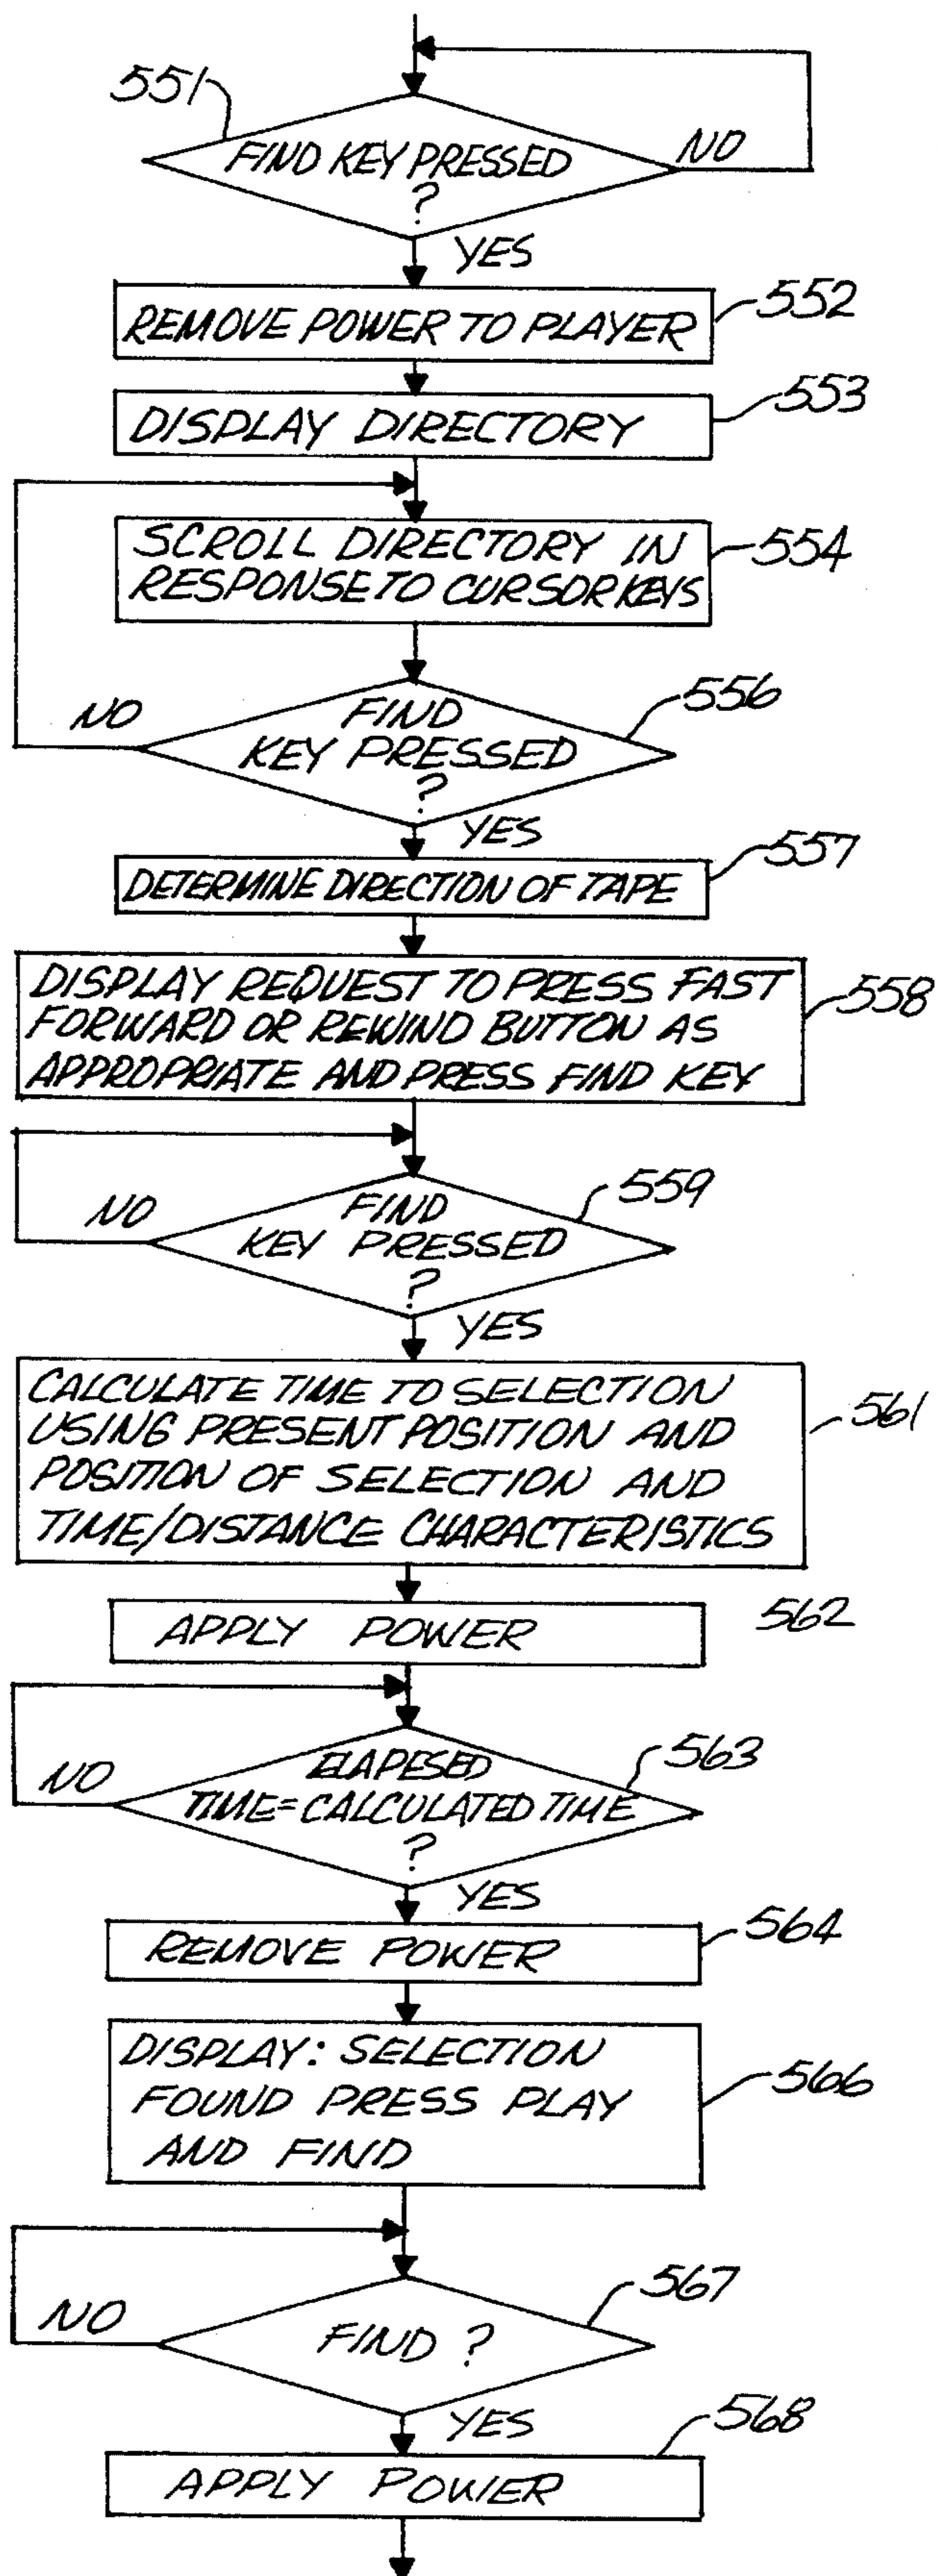 551
FIND KEY PRESSED
?
NO
YES
552
REMOVE POWER TO PLAYER
553
DISPLAY DIRECTORY
SCROLL DIRECTORY IN
RESPONSE TO CURSOR KEYS
554
NO
FIND
KEY PRESSED
?
556
YES
557
DETERMINE DIRECTION OF TAPE
DISPLAY REQUEST TO PRESS FAST
FORWARD OR REWIND BUTTON AS
APPROPRIATE AND PRESS FIND KEY
558
NO
FIND
KEY PRESSED
?
559
YES
CALCULATE TIME TO SELECTION
USING PRESENT POSITION AND
POSITION OF SELECTION AND
TIME/DISTANCE CHARACTERISTICS
561
APPLY POWER
562
NO
ELAPESED
TIME=CALCULATED TIME
?
563
YES
REMOVE POWER
564
DISPLAY: SELECTION
FOUND PRESS PLAY
AND FIND
566
NO
FIND ?
567
YES
568
APPLY POWER